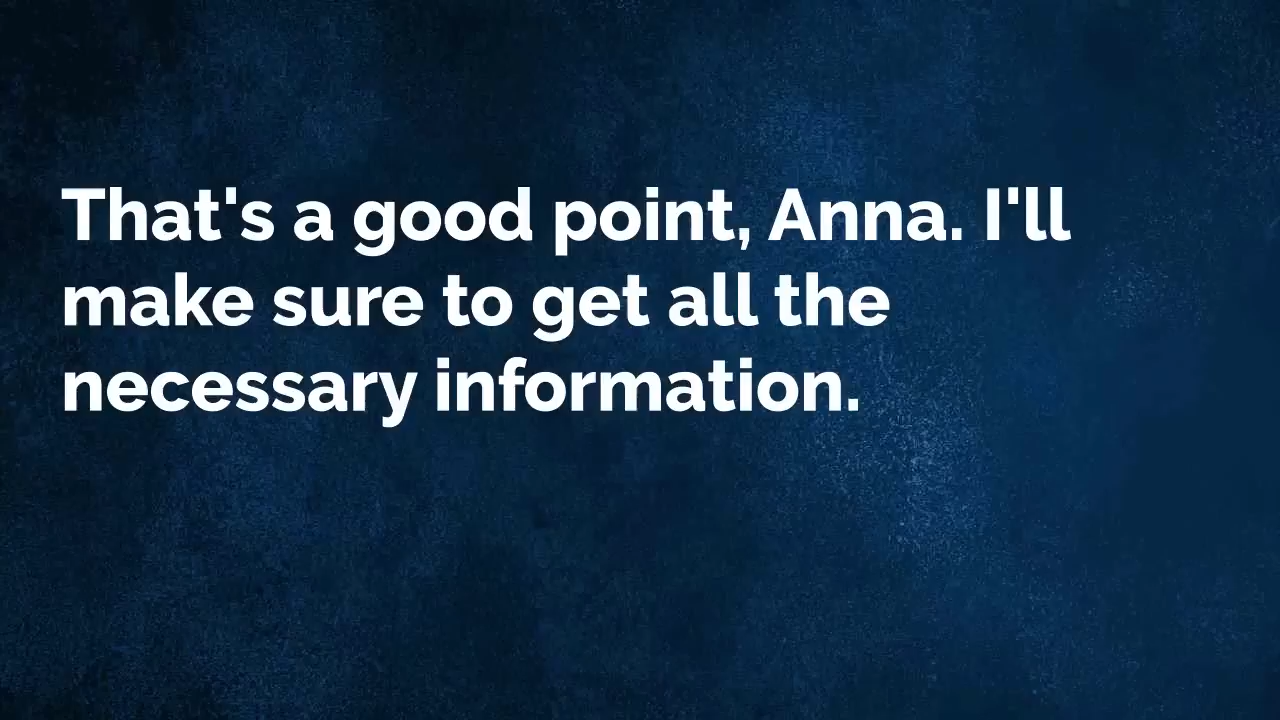 That's a good point, Anna. I'll
make sure to get all the
necessary information.